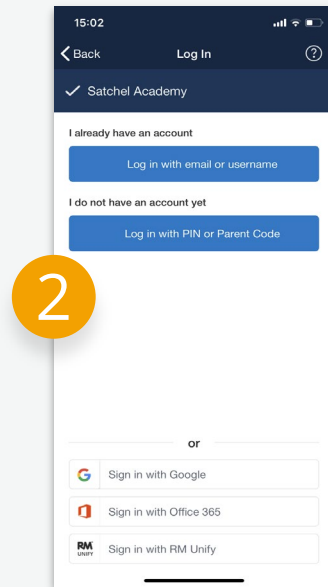 15:02
Back Log In ?
Satchel Academy
I already have an account
Log in with email or username
I do not have an account yet
Log in with PIN or Parent Code
2
or
G Sign in with Google
Sign in with Office 365
RM UNIFY Sign in with RM Unify